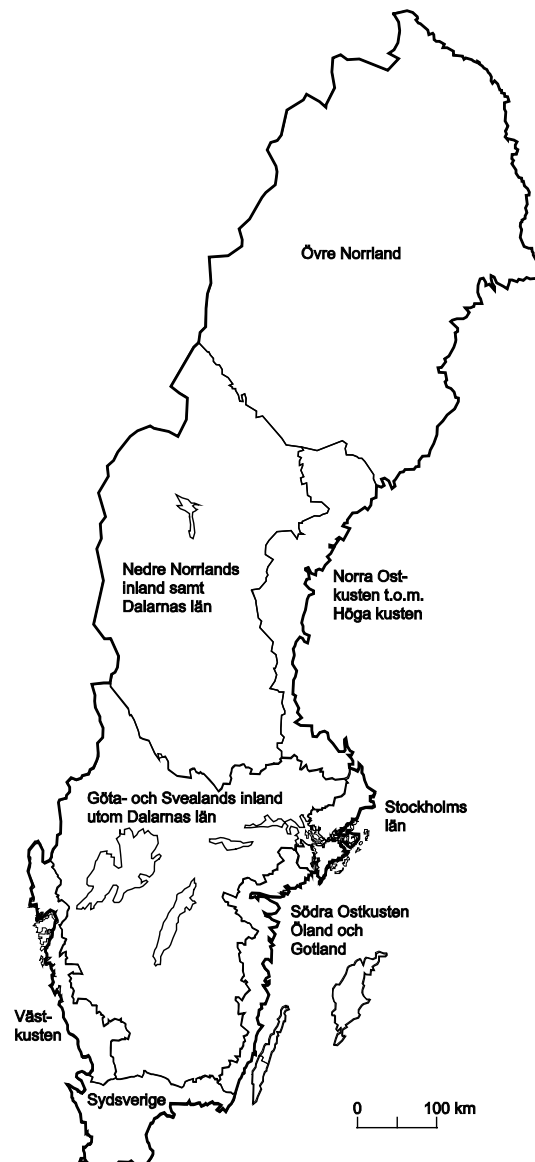 Övre Norrland
Nedre Norrlands
inland samt
Dalarnas län
Norra Ost-
kusten t.o.m.
Höga kusten
Göta- och Svealands inland
utom Dalarnas län
Stockholms
län
Södra Ostkusten
Öland och
Gotland
Väst-
kusten
Sydsverige
0 100 km